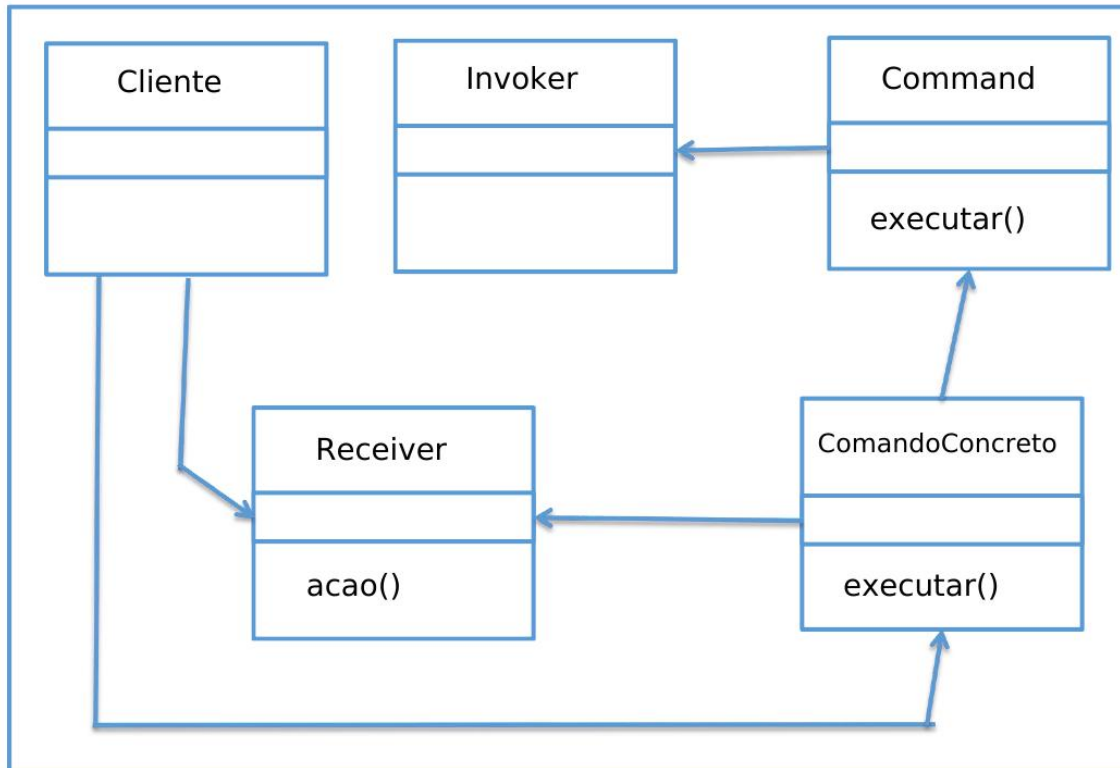 Cliente
Invoker
Command
executar()
Receiver
acao()
ComandoConcreto
executar()